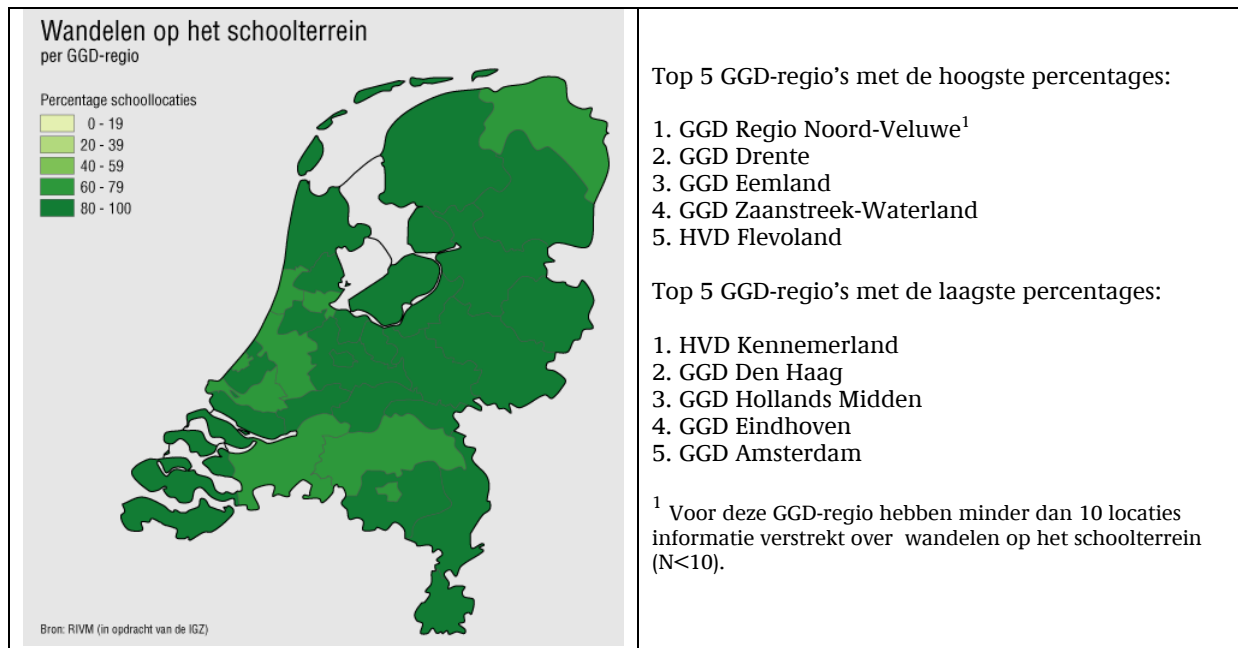 Wandelen op het schoolterrein
per GGD-regio
Percentage schoollocaties
0 - 19
20 - 39
40 - 59
60 - 79
80 - 100
Bron: RIVM (in opdracht van de IGZ)
Top 5 GGD-regio's met de hoogste percentages:
1. GGD Regio Noord-Veluwe¹
2. GGD Drente
3. GGD Eemland
4. GGD Zaanstreek-Waterland
5. HVD Flevoland
Top 5 GGD-regio's met de laagste percentages:
1. HVD Kennemerland
2. GGD Den Haag
3. GGD Hollands Midden
4. GGD Eindhoven
5. GGD Amsterdam
¹ Voor deze GGD-regio hebben minder dan 10 locaties
informatie verstrekt over wandelen op het schoolterrein
(N<10).